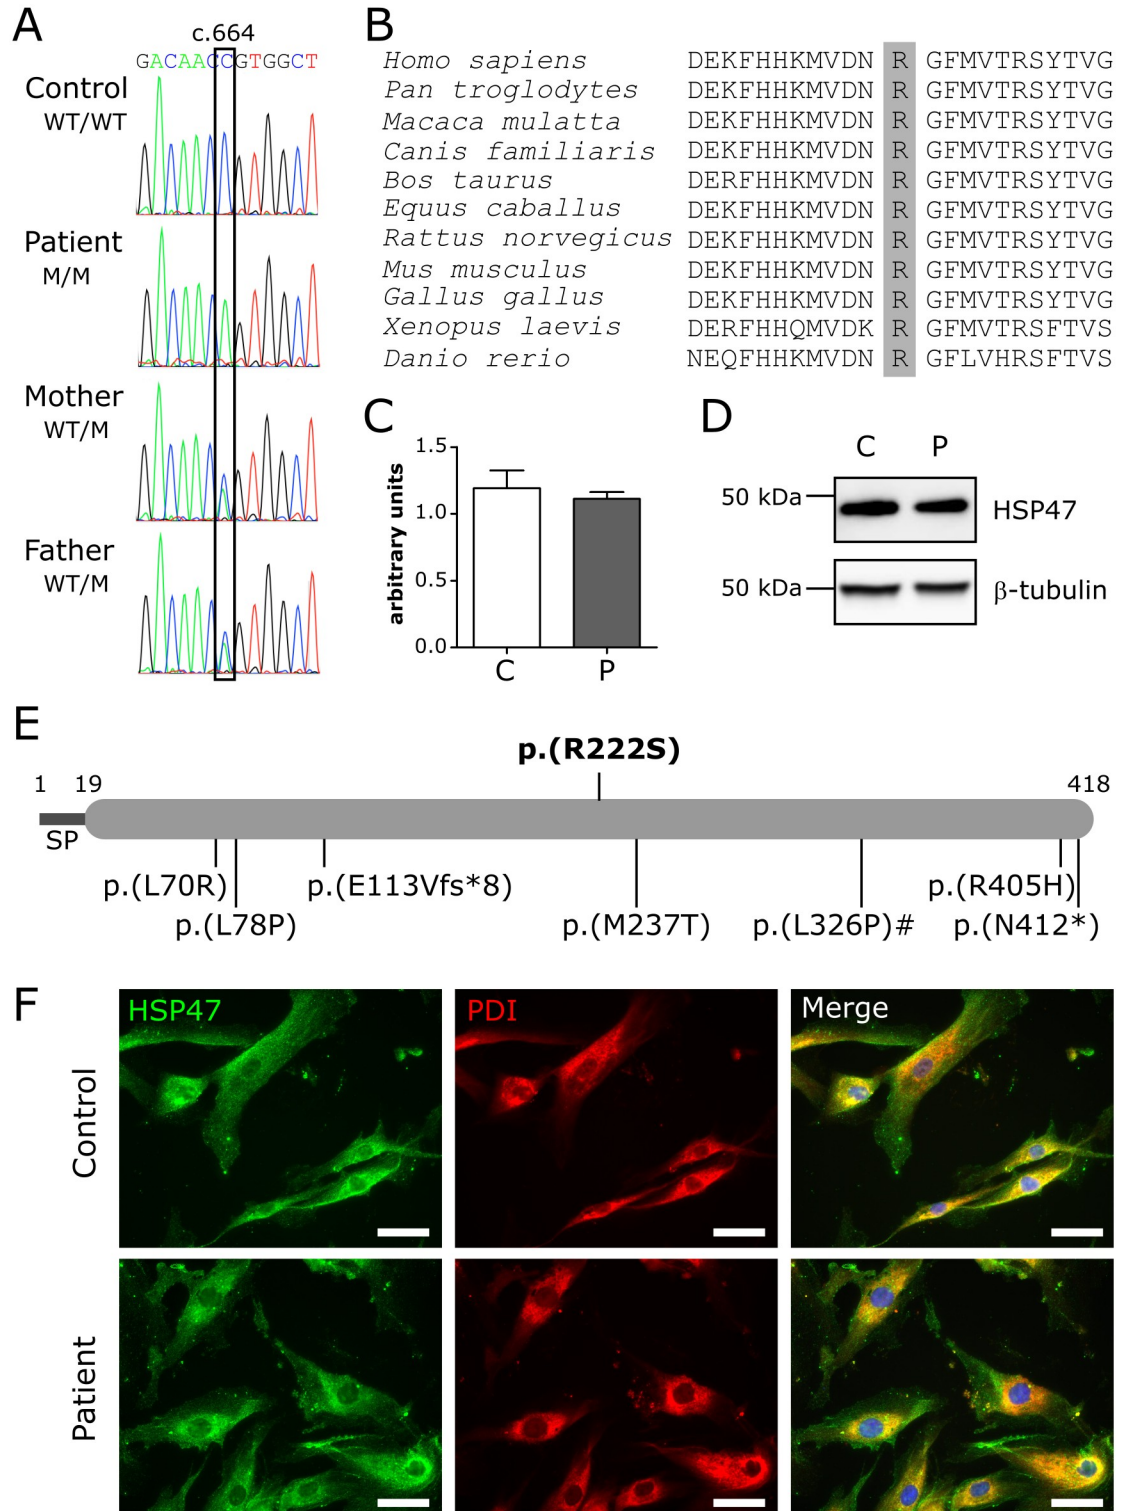 A
c.664
GACAACCGTGGCT
Control
WT/WT
Patient
M/M
Mother
WT/M
Father
WT/M
B
Homo sapiens DEKFHHKMVDN R GFMVTRSYTVG
Pan troglodytes DEKFHHKMVDN R GFMVTRSYTVG
Macaca mulatta DEKFHHKMVDN R GFMVTRSYTVG
Canis familiaris DEKFHHKMVDN R GFMVTRSYTVG
Bos taurus DERFHHKMVDN R GFMVTRSYTVG
Equus caballus DEKFHHKMVDN R GFMVTRSYTVG
Rattus norvegicus DEKFHHKMVDN R GFMVTRSYTVG
Mus musculus DEKFHHKMVDN R GFMVTRSYTVG
Gallus gallus DEKFHHKMVDN R GFMVTRSYTVG
Xenopus laevis DERFHHQMVDK R GFMVTRSFTVS
Danio rerio NEQFHHKMVDN R GFLVHRSFTVS
C
arbitrary units
1.5
1.0
0.5
0.0
C P
D
C P
50 kDa HSP47
50 kDa β-tubulin
E
p.(R222S)
1 19 418
SP
p.(L70R) p.(E113Vfs*8) p.(R405H)
p.(L78P) p.(M237T) p.(L326P)# p.(N412*)
F
HSP47 PDI Merge
Control
Patient